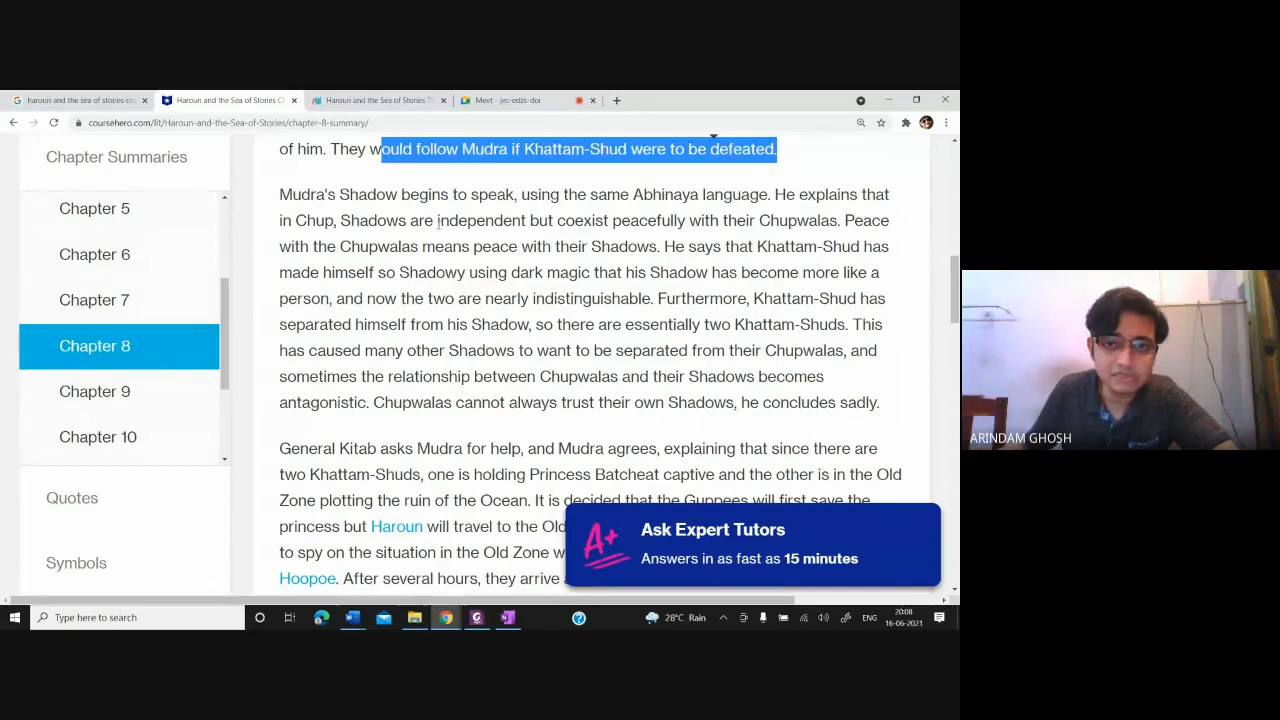 haroun and the sea of stories co
Haroun and the Sea of Stories Ch
Haroun and the Sea of Stories Th
Meet - jec-edzs-doi
coursehero.com/lit/Haroun-and-the-Sea-of-Stories/chapter-8-summary/
Chapter Summaries
Chapter 5
Chapter 6
Chapter 7
Chapter 8
Chapter 9
Chapter 10
Quotes
Symbols
of him. They would follow Mudra if Khattam-Shud were to be defeated.
Mudra's Shadow begins to speak, using the same Abhinaya language. He explains that
in Chup, Shadows are independent but coexist peacefully with their Chupwalas. Peace
with the Chupwalas means peace with their Shadows. He says that Khattam-Shud has
made himself so Shadowy using dark magic that his Shadow has become more like a
person, and now the two are nearly indistinguishable. Furthermore, Khattam-Shud has
separated himself from his Shadow, so there are essentially two Khattam-Shuds. This
has caused many other Shadows to want to be separated from their Chupwalas, and
sometimes the relationship between Chupwalas and their Shadows becomes
antagonistic. Chupwalas cannot always trust their own Shadows, he concludes sadly.
General Kitab asks Mudra for help, and Mudra agrees, explaining that since there are
two Khattam-Shuds, one is holding Princess Batcheat captive and the other is in the Old
Zone plotting the ruin of the Ocean. It is decided that the Guppees will first save the
princess but Haroun will travel to the Old
to spy on the situation in the Old Zone w
Hoopoe. After several hours, they arrive
A+
Ask Expert Tutors
Answers in as fast as 15 minutes
Type here to search
28°C Rain
ENG
20:08
16-06-2021
ARINDAM GHOSH